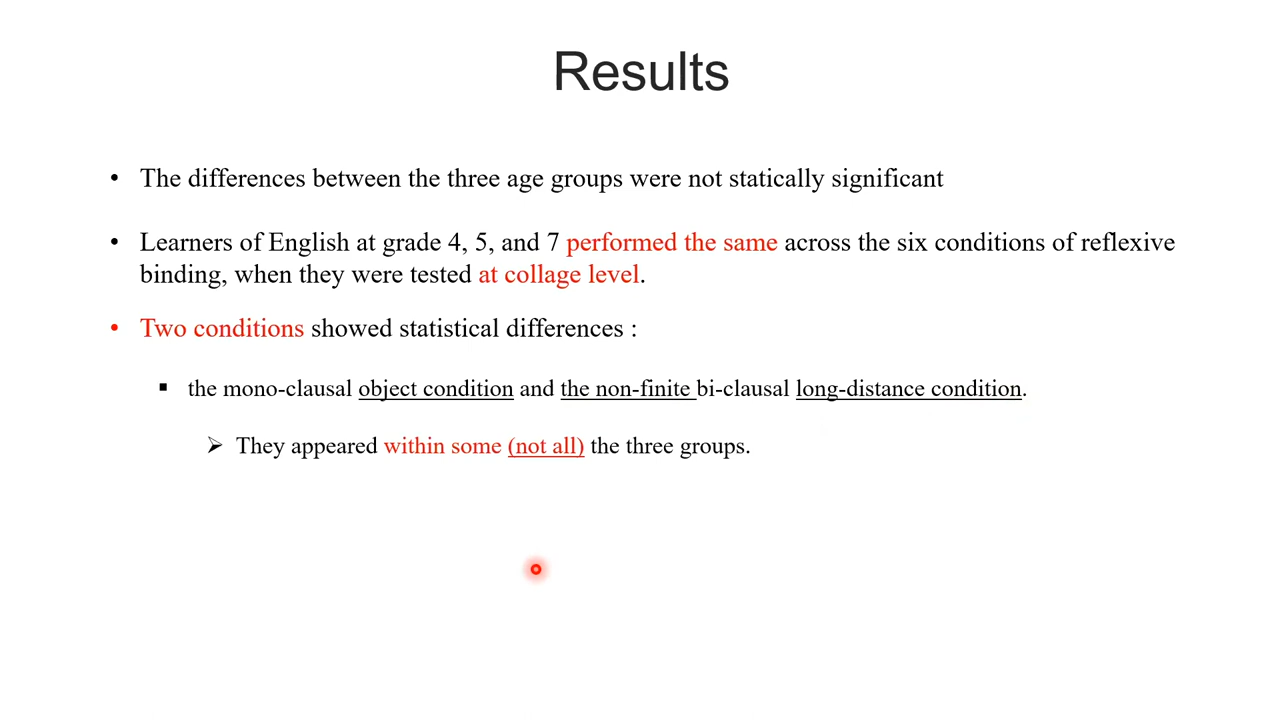 Results
• The differences between the three age groups were not statically significant
• Learners of English at grade 4, 5, and 7 performed the same across the six conditions of reflexive
binding, when they were tested at collage level.
• Two conditions showed statistical differences :
▪ the mono-clausal object condition and the non-finite bi-clausal long-distance condition.
➢ They appeared within some (not all) the three groups.